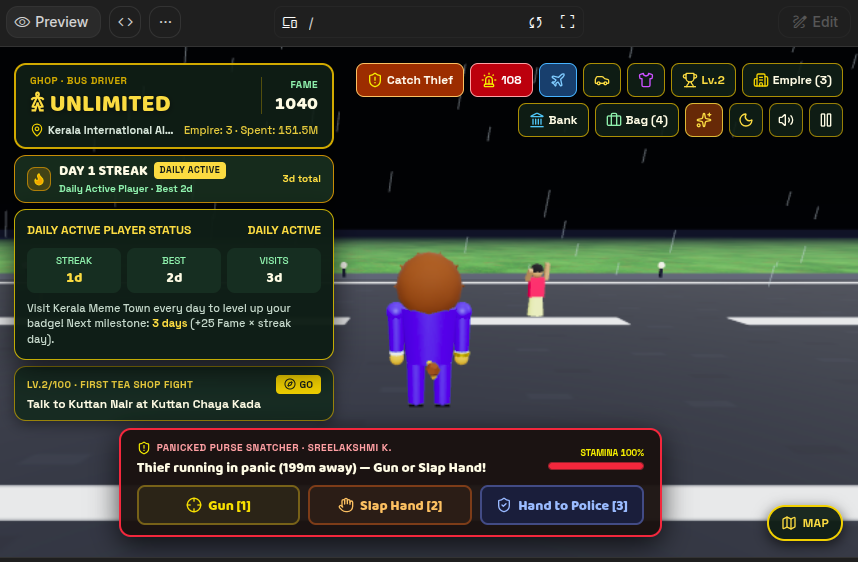 Preview
/
Edit
GHOP · BUS DRIVER
FAME
UNLIMITED
1040
Kerala International Ai...
Empire: 3 · Spent: 151.5M
Catch Thief
108
Lv.2
Empire (3)
Bank
Bag (4)
DAY 1 STREAK
DAILY ACTIVE
3d total
Daily Active Player · Best 2d
DAILY ACTIVE PLAYER STATUS
DAILY ACTIVE
STREAK
BEST
VISITS
1d
2d
3d
Visit Kerala Meme Town every day to level up your
badge! Next milestone: 3 days (+25 Fame × streak
day).
LV.2/100 · FIRST TEA SHOP FIGHT
GO
Talk to Kuttan Nair at Kuttan Chaya Kada
PANICKED PURSE SNATCHER · SREELAKSHMI K.
STAMINA 100%
Thief running in panic (199m away) — Gun or Slap Hand!
Gun [1]
Slap Hand [2]
Hand to Police [3]
MAP